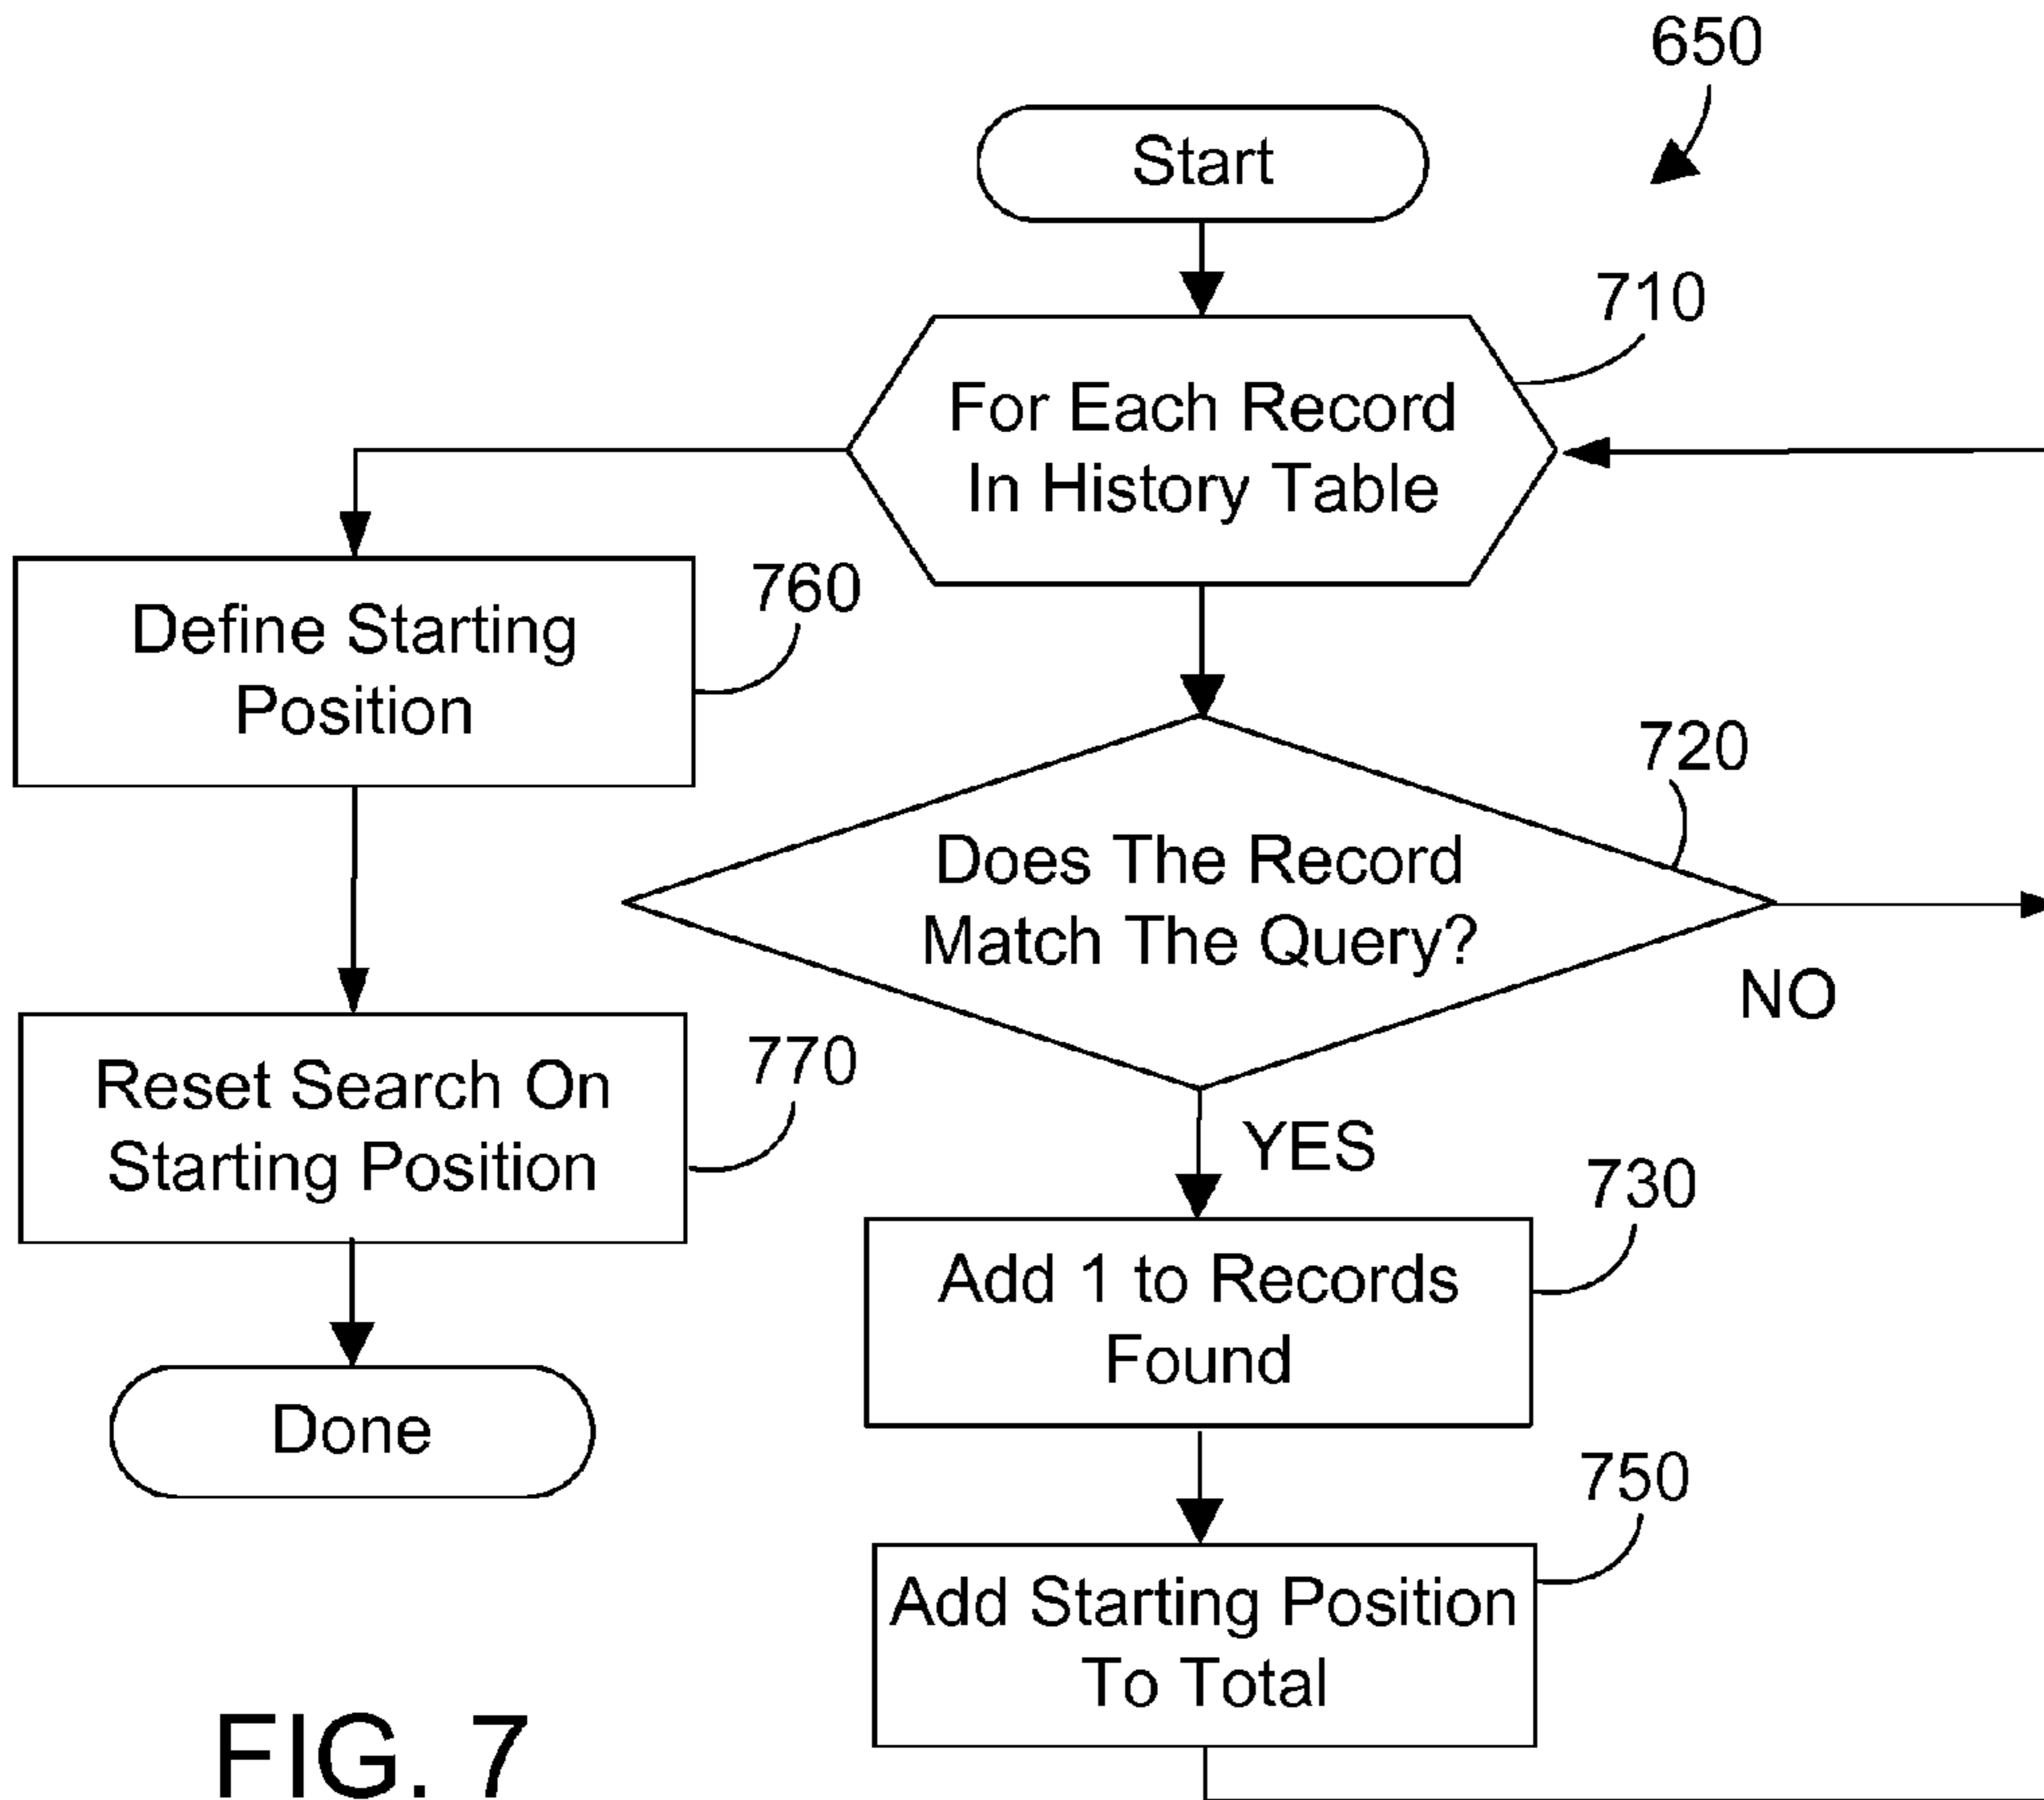 650
Start
710
For Each Record
In History Table
760
Define Starting
Position
720
Does The Record
Match The Query?
NO
770
Reset Search On
Starting Position
YES
730
Add 1 to Records
Found
Done
750
Add Starting Position
To Total
FIG. 7